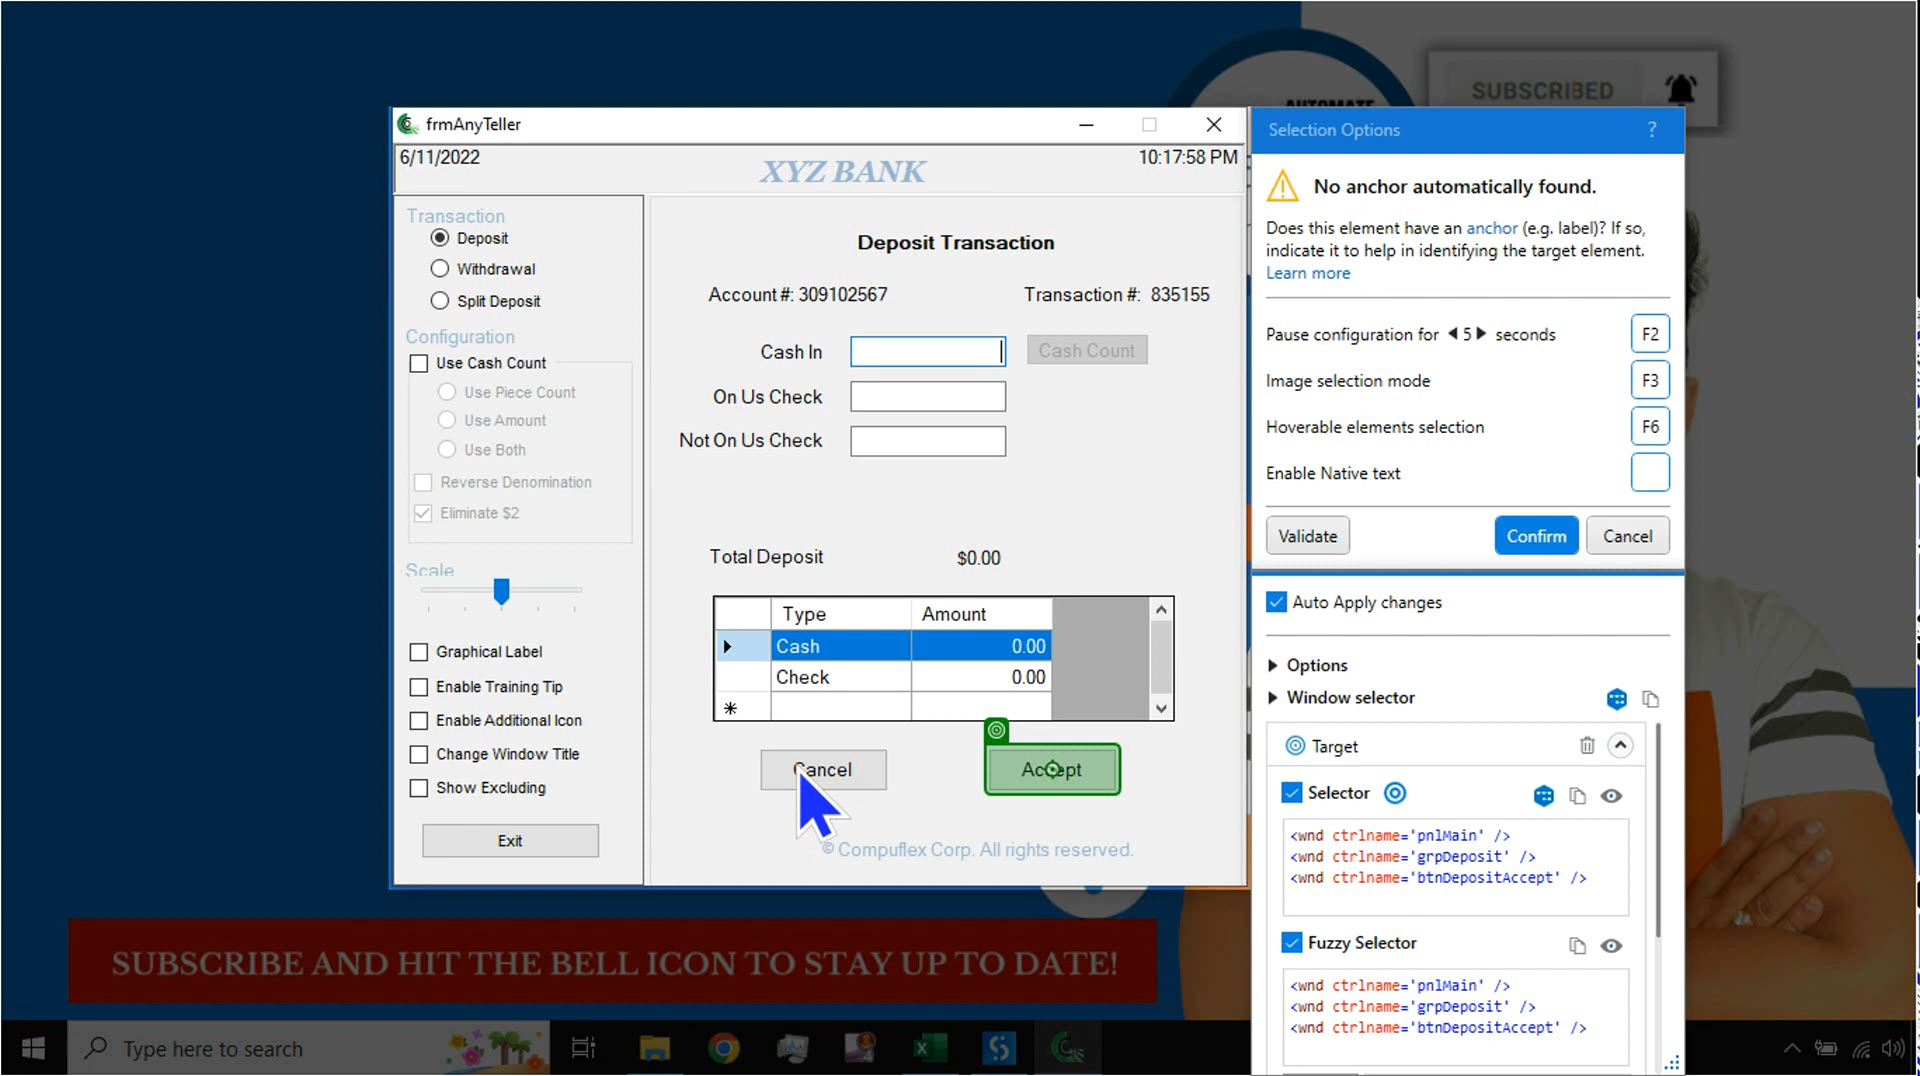 AUTOMATE
SUBSCRIBED
frmAnyTeller
6/11/2022
XYZ BANK
10:17:58 PM
Transaction
Deposit
Withdrawal
Split Deposit
Configuration
Use Cash Count
Use Piece Count
Use Amount
Use Both
Reverse Denomination
Eliminate $2
Scale
Graphical Label
Enable Training Tip
Enable Additional Icon
Change Window Title
Show Excluding
Exit
Deposit Transaction
Account #: 309102567
Transaction #: 835155
Cash In
Cash Count
On Us Check
Not On Us Check
Total Deposit
$0.00
Type Amount
Cash 0.00
Check 0.00
Cancel
Accept
© Compuflex Corp. All rights reserved.
Selection Options ?
No anchor automatically found.
Does this element have an anchor (e.g. label)? If so,
indicate it to help in identifying the target element.
Learn more
Pause configuration for 5 seconds F2
Image selection mode F3
Hoverable elements selection F6
Enable Native text
Validate
Confirm
Cancel
Auto Apply changes
Options
Window selector
Target
Selector
<wnd ctrlname='pnlMain' />
<wnd ctrlname='grpDeposit' />
<wnd ctrlname='btnDepositAccept' />
Fuzzy Selector
<wnd ctrlname='pnlMain' />
<wnd ctrlname='grpDeposit' />
<wnd ctrlname='btnDepositAccept' />
SUBSCRIBE AND HIT THE BELL ICON TO STAY UP TO DATE!
Type here to search